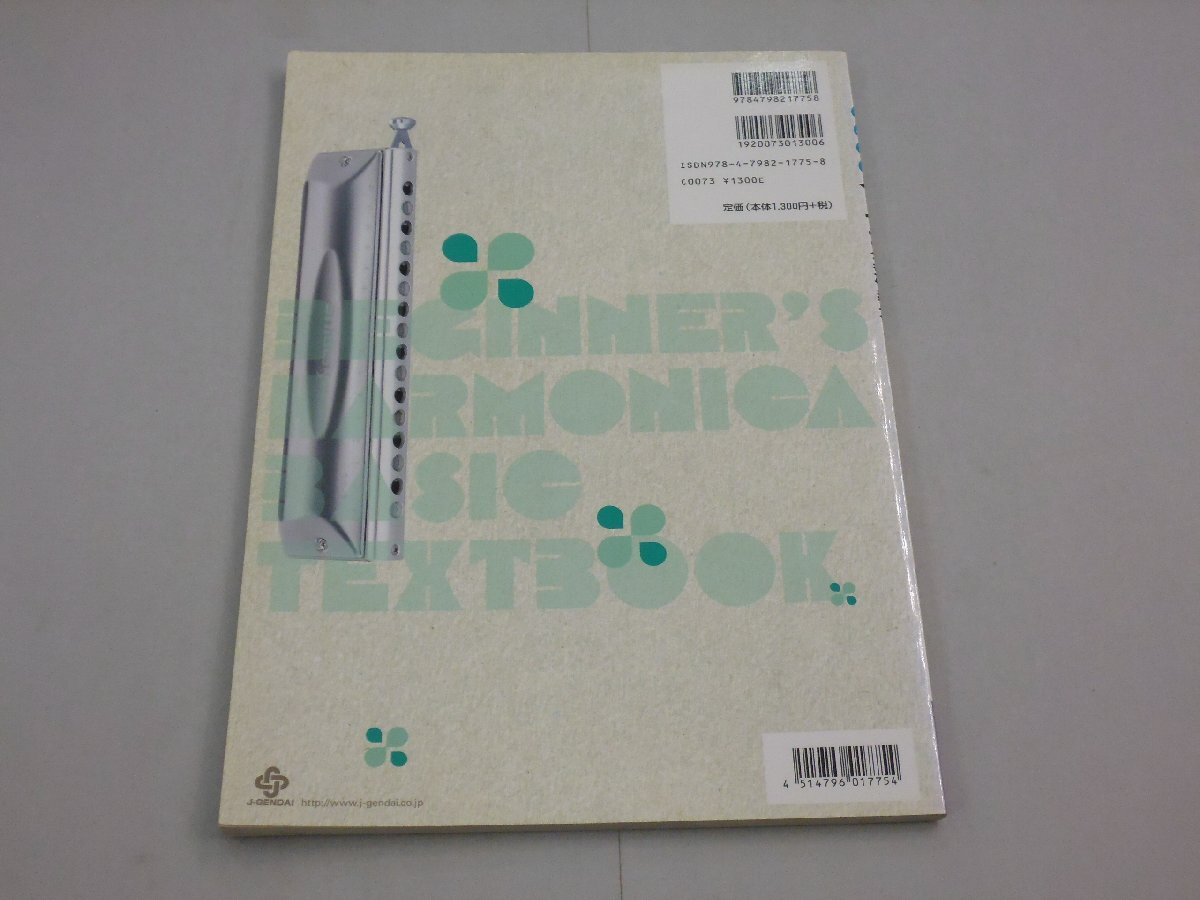 9784798217758
1920073013006
ISBN978-4-7982-1775-8
C0073 ¥1300E
定価(本体1,300円+税)
BEGINNER'S
HARMONICA
BASIC
TEXTBOOK
J-GENDAI http://www.j-gendai.co.jp
4 514796 017754